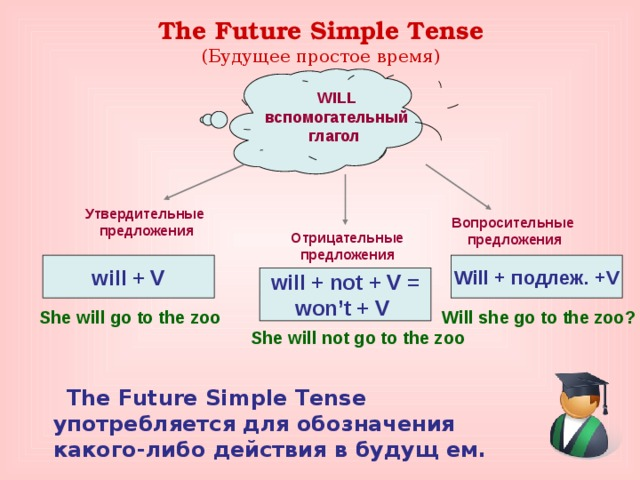 The Future Simple Tense
(Будущее простое время)
WILL
вспомогательный
глагол
Утвердительные
предложения
will + V
She will go to the zoo
Отрицательные
предложения
will + not + V =
won’t + V
She will not go to the zoo
Вопросительные
предложения
Will + подлеж. +V
Will she go to the zoo?
The Future Simple Tense
употребляется для обозначения
какого-либо действия в будущ ем.